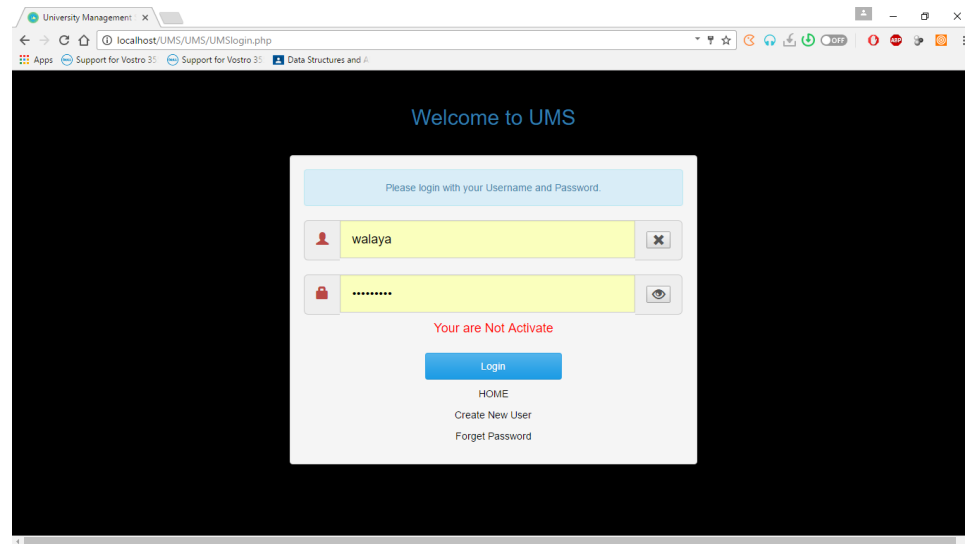 University Management
localhost/UMS/UMS/UMSlogin.php
OFF
ABP
Apps
Support for Vostro 35
Support for Vostro 35
Data Structures and A
Welcome to UMS
Please login with your Username and Password.
walaya
•••••••••
Your are Not Activate
Login
HOME
Create New User
Forget Password